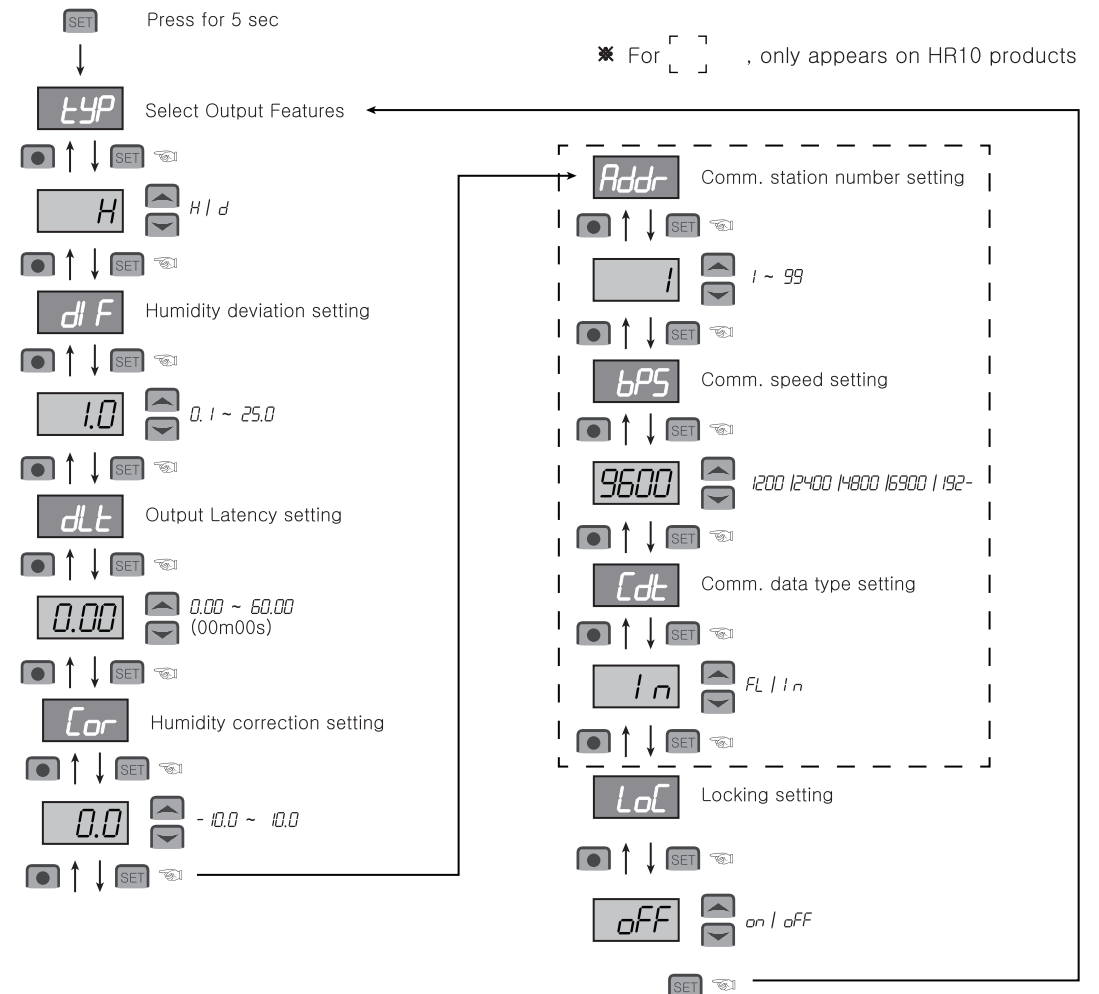 SET Press for 5 sec
※ For , only appears on HR10 products
tYP Select Output Features
SET
H H | d
SET
dIF Humidity deviation setting
SET
1.0 0.1 ~ 25.0
SET
dLt Output Latency setting
SET
0.00 0.00 ~ 60.00
(00m00s)
SET
Cor Humidity correction setting
SET
0.0 - 10.0 ~ 10.0
SET
Addr Comm. station number setting
SET
1 1 ~ 99
SET
bPS Comm. speed setting
SET
9600 1200 |2400 |4800 |6900 | 192-
SET
Cdt Comm. data type setting
SET
In FL | In
SET
LoC Locking setting
SET
oFF on | oFF
SET